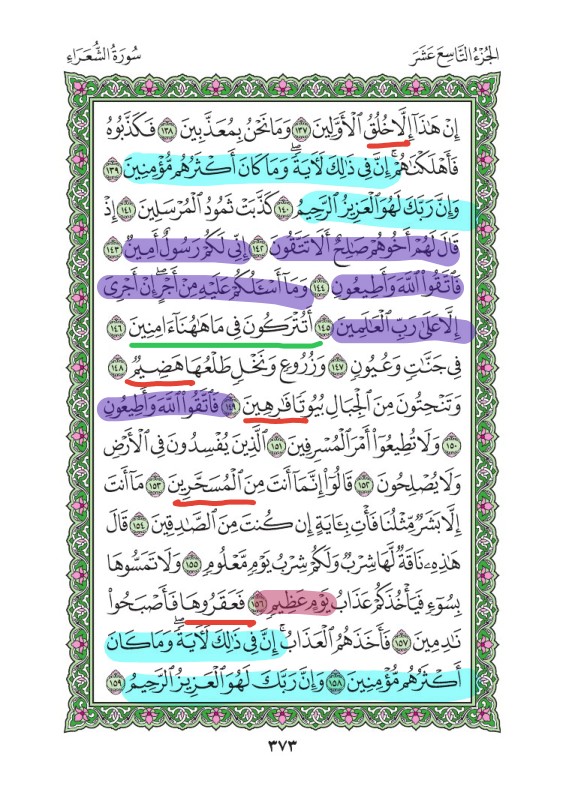 الجُزْءُ التَّاسِعَ عَشَرَ سُورَةُ الشُّعَرَاءِ
إِنْ هَٰذَآ إِلَّا خُلُقُ ٱلْأَوَّلِينَ ١٣٧ وَمَا نَحْنُ بِمُعَذَّبِينَ ١٣٨ فَكَذَّبُوهُ
فَأَهْلَكْنَٰهُمْ ۗ إِنَّ فِى ذَٰلِكَ لَءَايَةً ۖ وَمَا كَانَ أَكْثَرُهُم مُّؤْمِنِينَ ١٣٩
وَإِنَّ رَبَّكَ لَهُوَ ٱلْعَزِيزُ ٱلرَّحِيمُ ١٤٠ كَذَّبَتْ ثَمُودُ ٱلْمُرْسَلِينَ ١٤١ إِذْ
قَالَ لَهُمْ أَخُوهُمْ صَٰلِحٌ أَلَا تَتَّقُونَ ١٤٢ إِنِّى لَكُمْ رَسُولٌ أَمِينٌ ١٤٣
فَٱتَّقُوا۟ ٱللَّهَ وَأَطِيعُونِ ١٤٤ وَمَآ أَسْـَٔلُكُمْ عَلَيْهِ مِنْ أَجْرٍ ۖ إِنْ أَجْرِىَ
إِلَّا عَلَىٰ رَبِّ ٱلْعَٰلَمِينَ ١٤٥ أَتُتْرَكُونَ فِى مَا هَٰهُنَآ ءَامِنِينَ ١٤٦
فِى جَنَّٰتٍ وَعُيُونٍ ١٤٧ وَزُرُوعٍ وَنَخْلٍ طَلْعُهَا هَضِيمٌ ١٤٨
وَتَنْحِتُونَ مِنَ ٱلْجِبَالِ بُيُوتًا فَٰرِهِينَ ١٤٩ فَٱتَّقُوا۟ ٱللَّهَ وَأَطِيعُونِ
١٥٠ وَلَا تُطِيعُوٓا۟ أَمْرَ ٱلْمُسْرِفِينَ ١٥١ ٱلَّذِينَ يُفْسِدُونَ فِى ٱلْأَرْضِ
وَلَا يُصْلِحُونَ ١٥٢ قَالُوٓا۟ إِنَّمَآ أَنتَ مِنَ ٱلْمُسَحَّرِينَ ١٥٣ مَآ أَنتَ
إِلَّا بَشَرٌ مِّثْلُنَا فَأْتِ بِـَٔايَةٍ إِن كُنتَ مِنَ ٱلصَّٰدِقِينَ ١٥٤ قَالَ
هَٰذِهِۦ نَاقَةٌ لَّهَا شِرْبٌ وَلَكُمْ شِرْبُ يَوْمٍ مَّعْلُومٍ ١٥٥ وَلَا تَمَسُّوهَا
بِسُوٓءٍ فَيَأْخُذَكُمْ عَذَابُ يَوْمٍ عَظِيمٍ ١٥٦ فَعَقَرُوهَا فَأَصْبَحُوا۟
نَٰدِمِينَ ١٥٧ فَأَخَذَهُمُ ٱلْعَذَابُ ۗ إِنَّ فِى ذَٰلِكَ لَءَايَةً ۖ وَمَا كَانَ
أَكْثَرُهُم مُّؤْمِنِينَ ١٥٨ وَإِنَّ رَبَّكَ لَهُوَ ٱلْعَزِيزُ ٱلرَّحِيمُ ١٥٩
٣٧٣